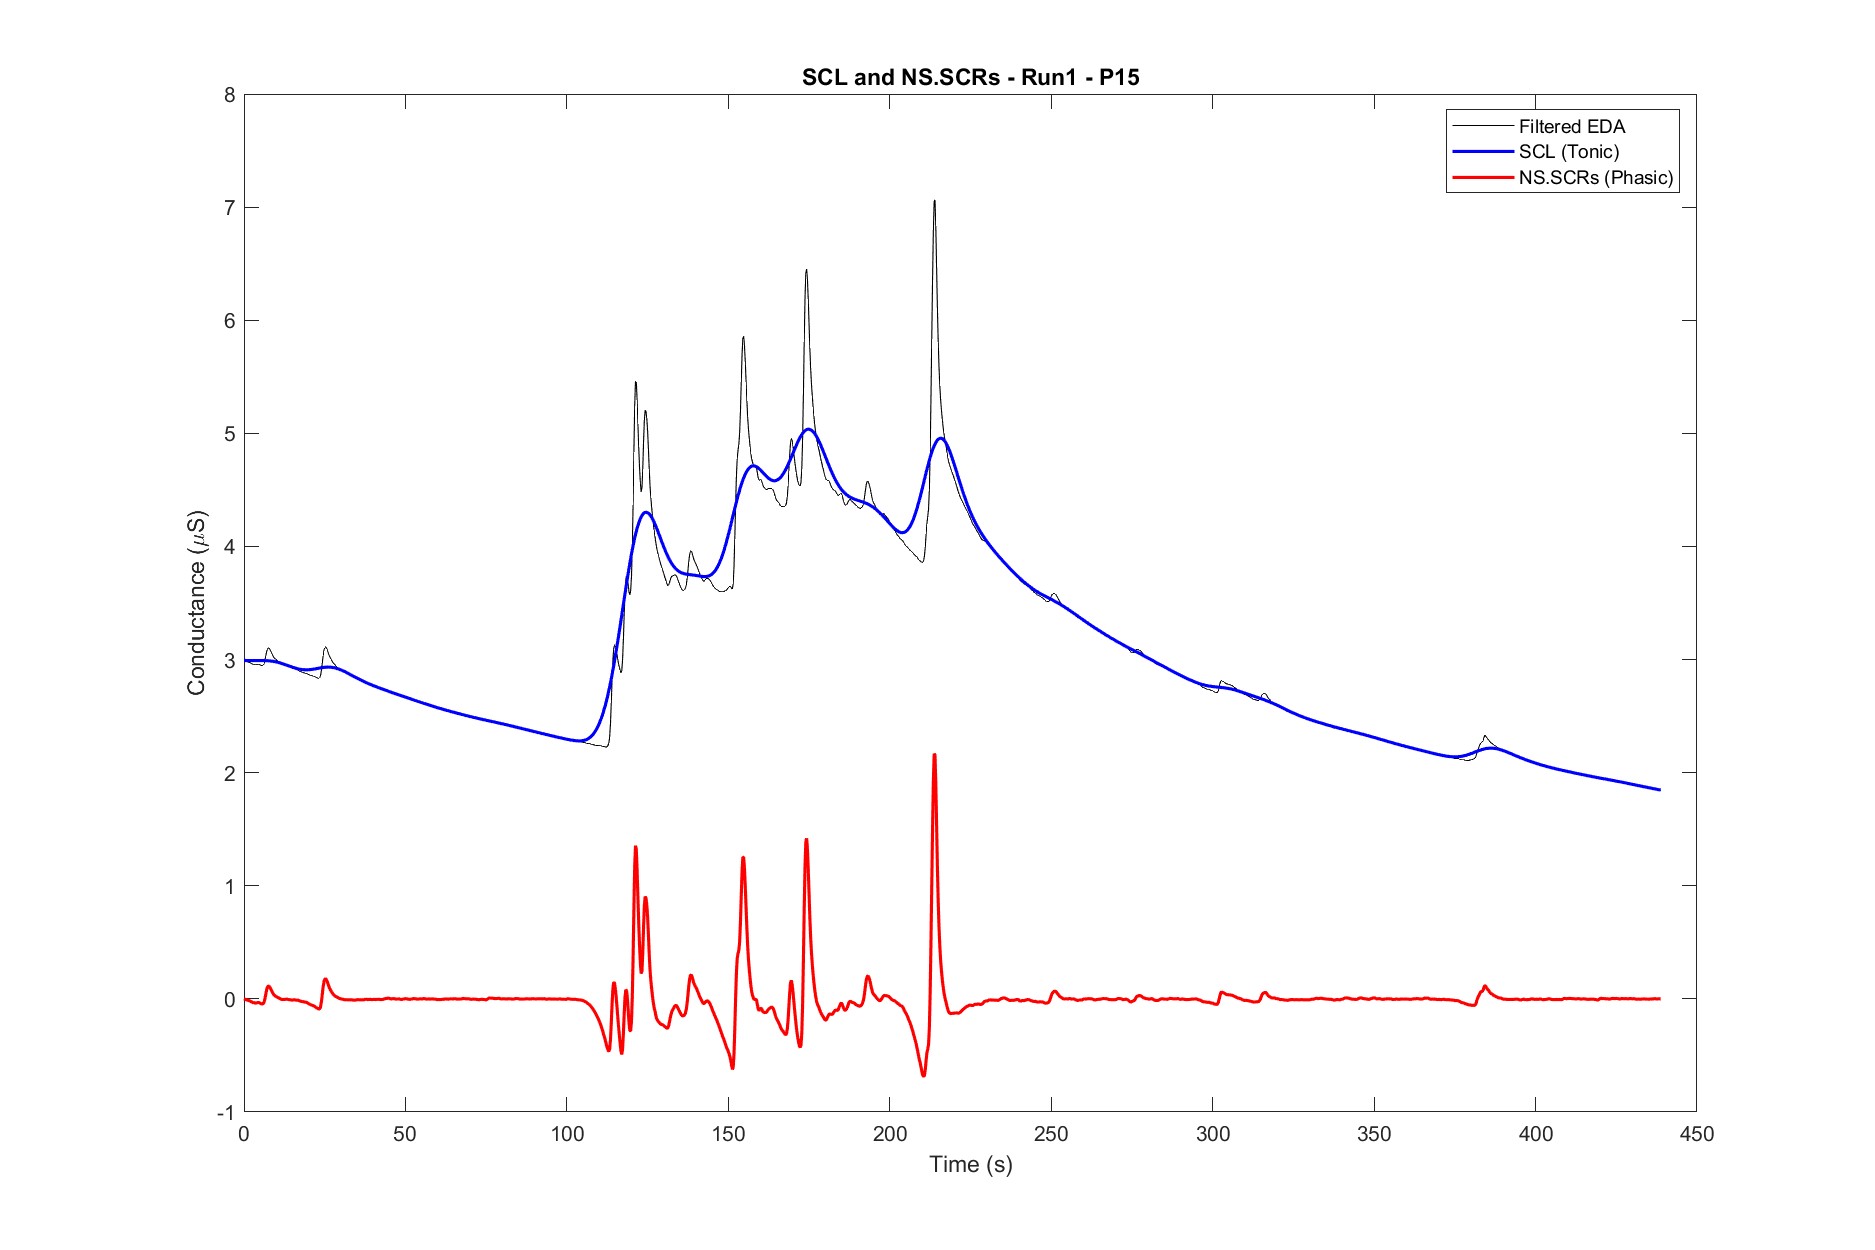 SCL and NS.SCRs - Run1 - P15
8
7
6
5
4
3
2
1
0
-1
Conductance (μS)
Filtered EDA
SCL (Tonic)
NS.SCRs (Phasic)
0 50 100 150 200 250 300 350 400 450
Time (s)